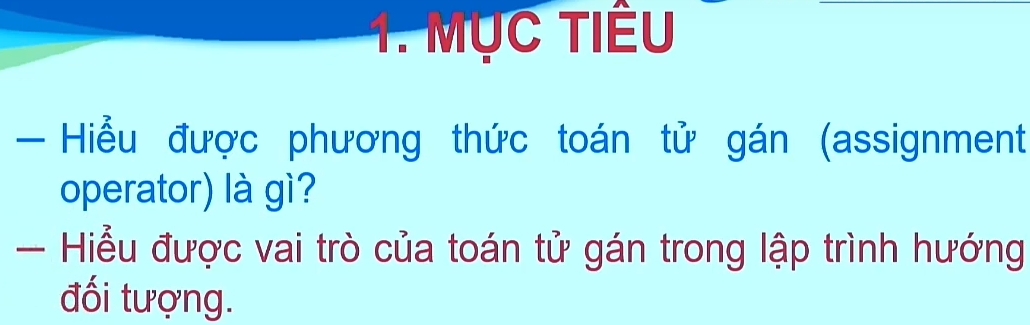 1. MỤC TIÊU
— Hiểu được phương thức toán tử gán (assignment
operator) là gì?
— Hiểu được vai trò của toán tử gán trong lập trình hướng
đối tượng.